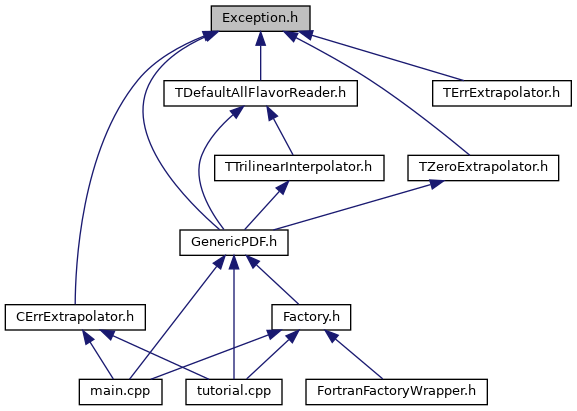 Exception.h
TDefaultAllFlavorReader.h
TErrExtrapolator.h
TTrilinearInterpolator.h
TZeroExtrapolator.h
GenericPDF.h
CErrExtrapolator.h
Factory.h
main.cpp
tutorial.cpp
FortranFactoryWrapper.h